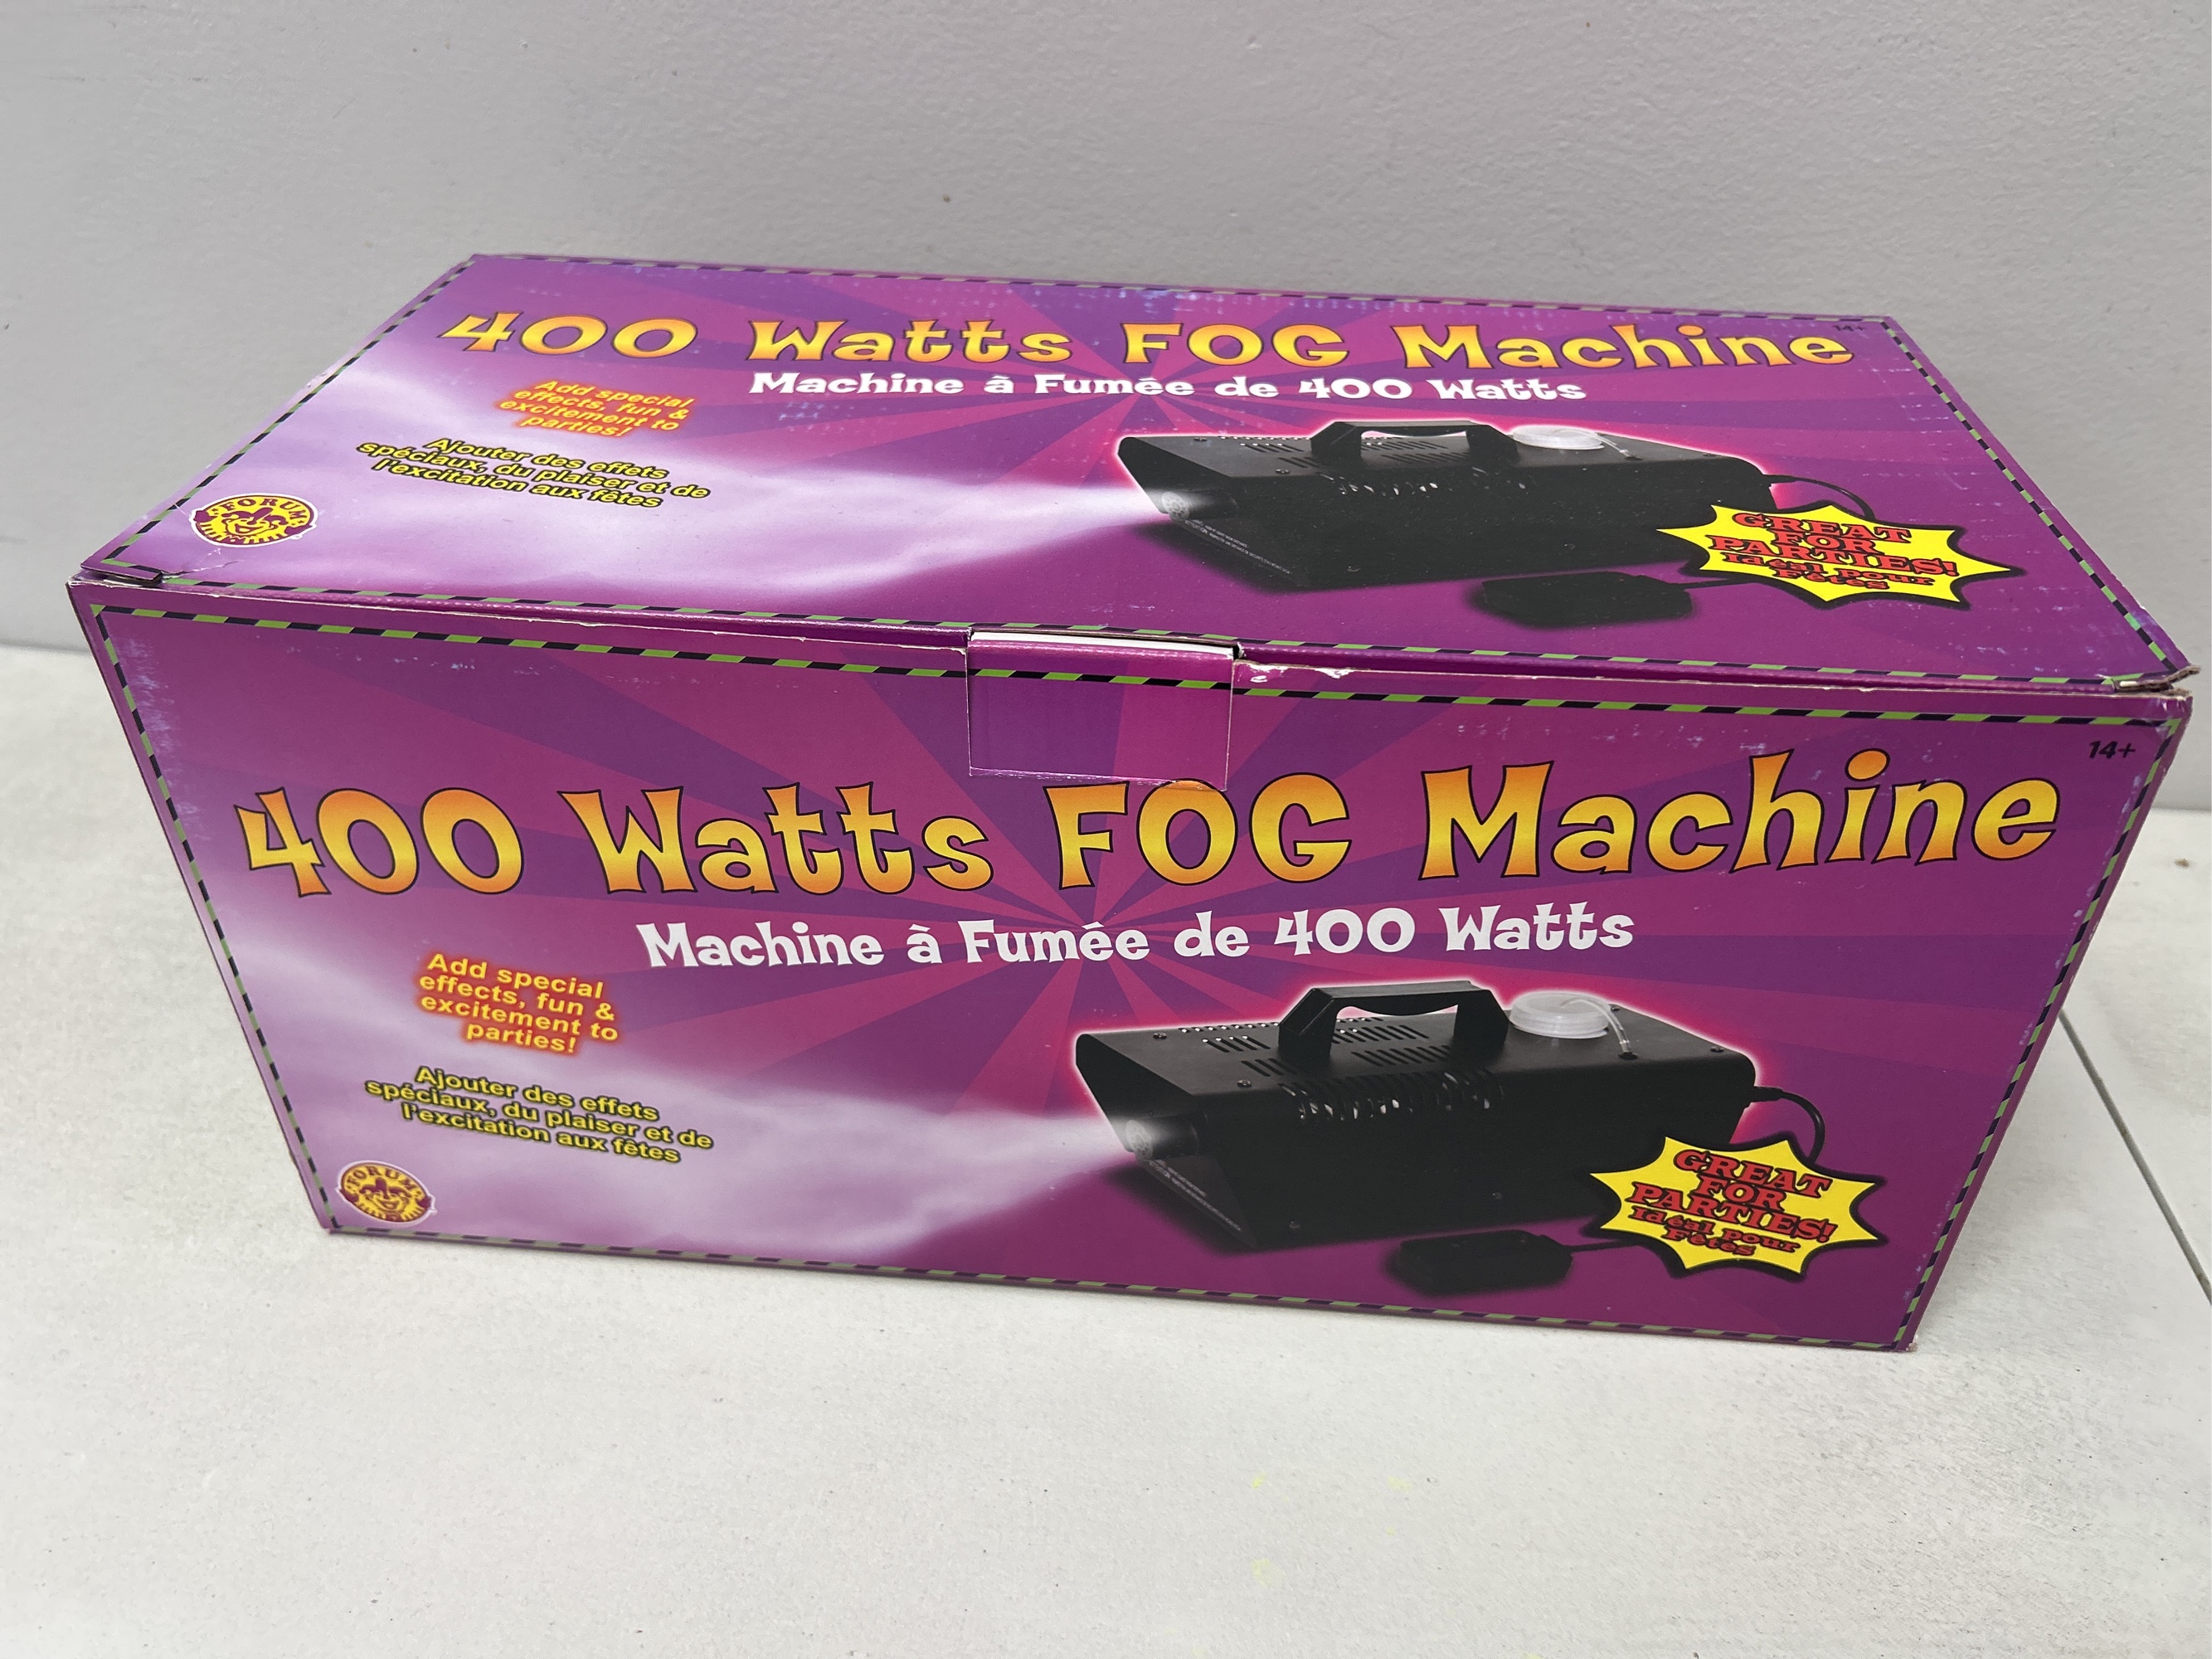 400 Watts FOG Machine
14+
Machine à Fumée de 400 Watts
Add special
effects, fun &
excitement to
parties!
Ajouter des effets
spéciaux, du plaiser et de
l'excitation aux fêtes
FORUM
GREAT
FOR
PARTIES!
Idéal pour
Fêtes
14+
400 Watts FOG Machine
Machine à Fumée de 400 Watts
Add special
effects, fun &
excitement to
parties!
Ajouter des effets
spéciaux, du plaiser et de
l'excitation aux fêtes
FORUM
GREAT
FOR
PARTIES!
Idéal pour
Fêtes